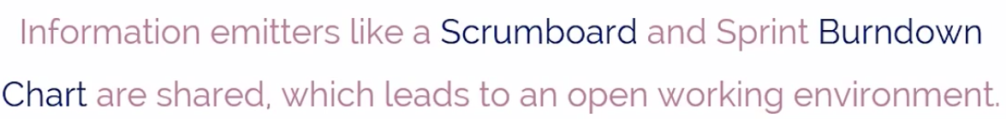 Information emitters like a Scrumboard and Sprint Burndown
Chart are shared, which leads to an open working environment.